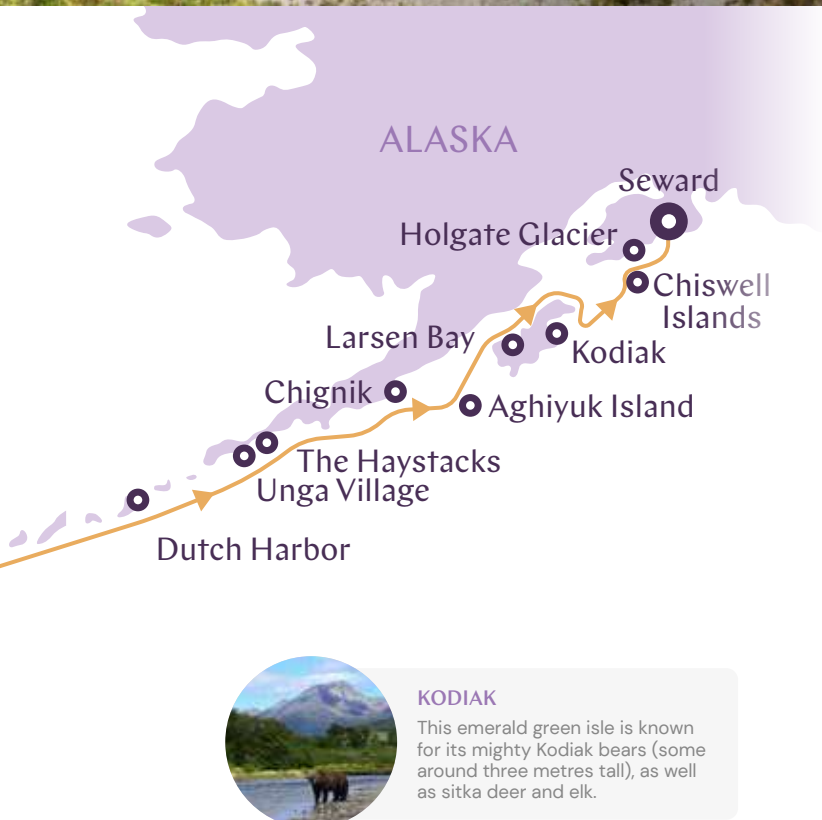 ALASKA
Seward
Holgate Glacier
Chiswell
Islands
Larsen Bay
Kodiak
Chignik
Aghiyuk Island
The Haystacks
Unga Village
Dutch Harbor
KODIAK
This emerald green isle is known
for its mighty Kodiak bears (some
around three metres tall), as well
as sitka deer and elk.